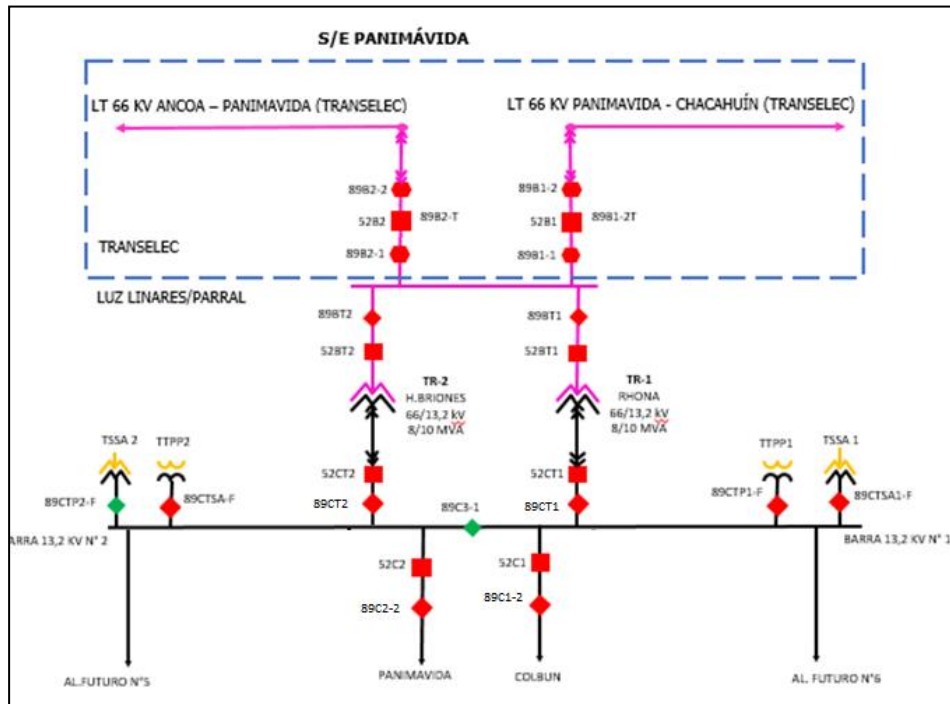 S/E PANIMÁVIDA
LT 66 KV ANCOA – PANIMAVIDA (TRANSELEC)
LT 66 KV PANIMAVIDA - CHACAHUÍN (TRANSELEC)
89B2-2
89B1-2
52B2
89B2-T
52B1
89B1-2T
TRANSELEC
89B2-1
89B1-1
LUZ LINARES/PARRAL
89BT2
89BT1
52BT2
52BT1
TR-2
H.BRIONES
66/13,2 kV
8/10 MVA
TR-1
RHONA
66/13,2 kV
8/10 MVA
TSSA 2
TTPP2
TTPP1
TSSA 1
52CT2
52CT1
89CTP2-F
89CTSA-F
89CT2
89C3-1
89CT1
89CTP1-F
89CTSA1-F
ARRA 13,2 KV N° 2
BARRA 13,2 KV N° 1
52C2
52C1
89C2-2
89C1-2
AL.FUTURO N°5
PANIMAVIDA
COLBUN
AL. FUTURO N°6